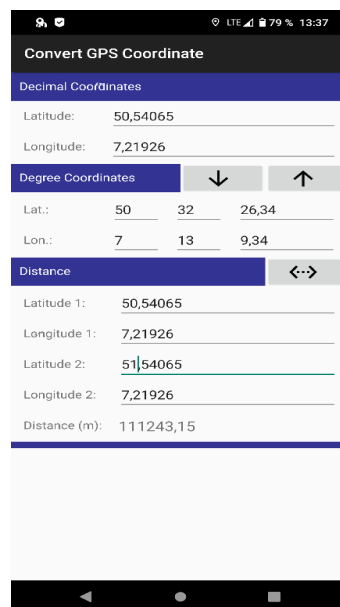 LTE 79 % 13:37
Convert GPS Coordinate
Decimal Coordinates
Latitude: 50,54065
Longitude: 7,21926
Degree Coordinates
Lat.: 50 32 26,34
Lon.: 7 13 9,34
Distance
Latitude 1: 50,54065
Longitude 1: 7,21926
Latitude 2: 51,54065
Longitude 2: 7,21926
Distance (m): 111243,15